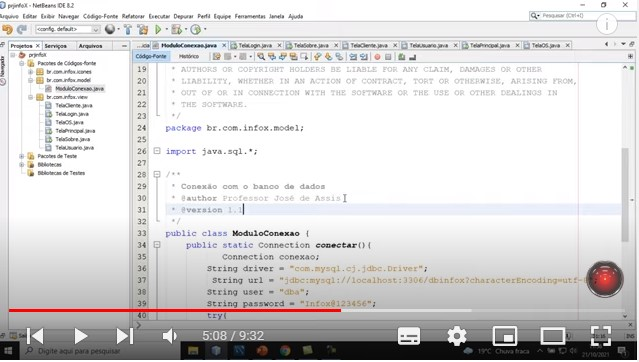 prjinfoX - NetBeans IDE 8.2
Arquivo Editar Navegar Código-Fonte Refatorar Executar Depurar Perfil Equipe Ferramentas Janela Ajuda
Pesquisar (Ctrl+I)
<config. default>
Projetos Serviços Arquivos
Pacotes de Códigos-fonte
br.com.infox.icones
br.com.infox.model
ModuloConexao.java
br.com.infox.view
TelaCliente.java
TelaLogin.java
TelaOS.java
TelaPrincipal.java
TelaSobre.java
TelaUsuario.java
Pacotes de Teste
Bibliotecas
Bibliotecas de Testes
ModuloConexao.java TelaLogin.java TelaSobre.java TelaCliente.java TelaUsuario.java TelaPrincipal.java TelaOS.java
Código-Fonte Histórico
19 * AUTHORS OR COPYRIGHT HOLDERS BE LIABLE FOR ANY CLAIM, DAMAGES OR OTHER
20 * LIABILITY, WHETHER IN AN ACTION OF CONTRACT, TORT OR OTHERWISE, ARISING FROM,
21 * OUT OF OR IN CONNECTION WITH THE SOFTWARE OR THE USE OR OTHER DEALINGS IN
22 * THE SOFTWARE.
23 */
24 package br.com.infox.model;
25
26 import java.sql.*;
27
28 /**
29 * Conexão com o banco de dados
30 * @author Professor José de Assis
31 * @version 1.1
32 */
33 public class ModuloConexao {
34 public static Connection conectar(){
35 Connection conexao;
36 String driver = "com.mysql.cj.jdbc.Driver";
37 String url = "jdbc:mysql://localhost:3306/dbinfox?characterEncoding=utf-
38 String user = "dba";
39 String password = "Infox@123456";
40 try{
5:08 / 9:32
Digite aqui para pesquisar
19°C Chuva fraca
21/10/2021